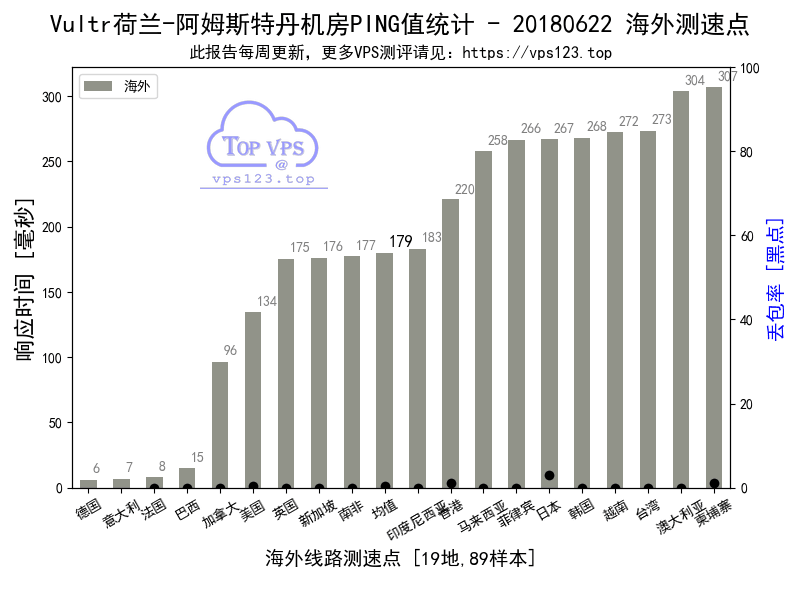 Vultr荷兰-阿姆斯特丹机房PING值统计 - 20180622 海外测速点
此报告每周更新，更多VPS测评请见：https://vps123.top
海外
TOP VPS
@
vps123.top
响应时间 [毫秒]
300
250
200
150
100
50
0
6
7
8
15
96
134
175
176
177
179
183
220
258
266
267
268
272
273
304
307
100
80
60
40
20
0
丢包率 [黑点]
德国
意大利
法国
巴西
加拿大
美国
英国
新加坡
南非
均值
印度尼西亚
香港
马来西亚
菲律宾
日本
韩国
越南
台湾
澳大利亚
柬埔寨
海外线路测速点 [19地,89样本]